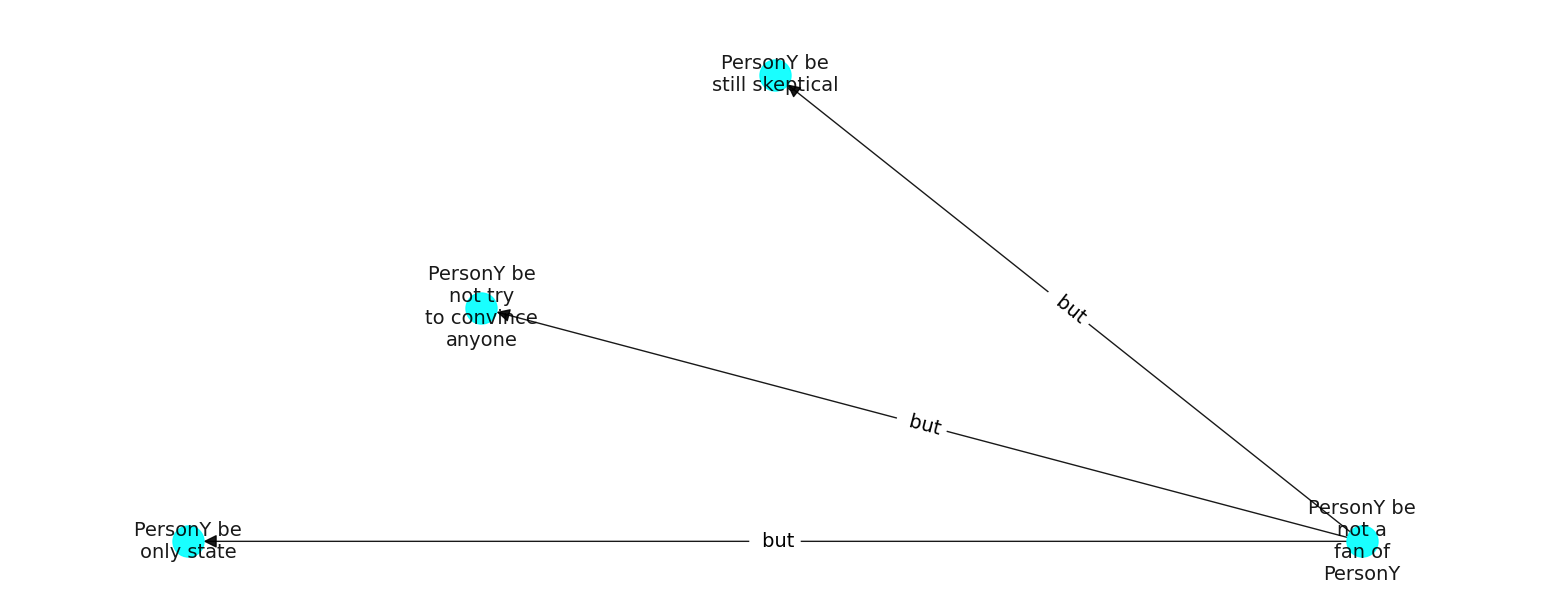 PersonY be
still skeptical
PersonY be
not try
to convince
anyone
but
but
PersonY be
not a
fan of
PersonY
PersonY be
only state
but